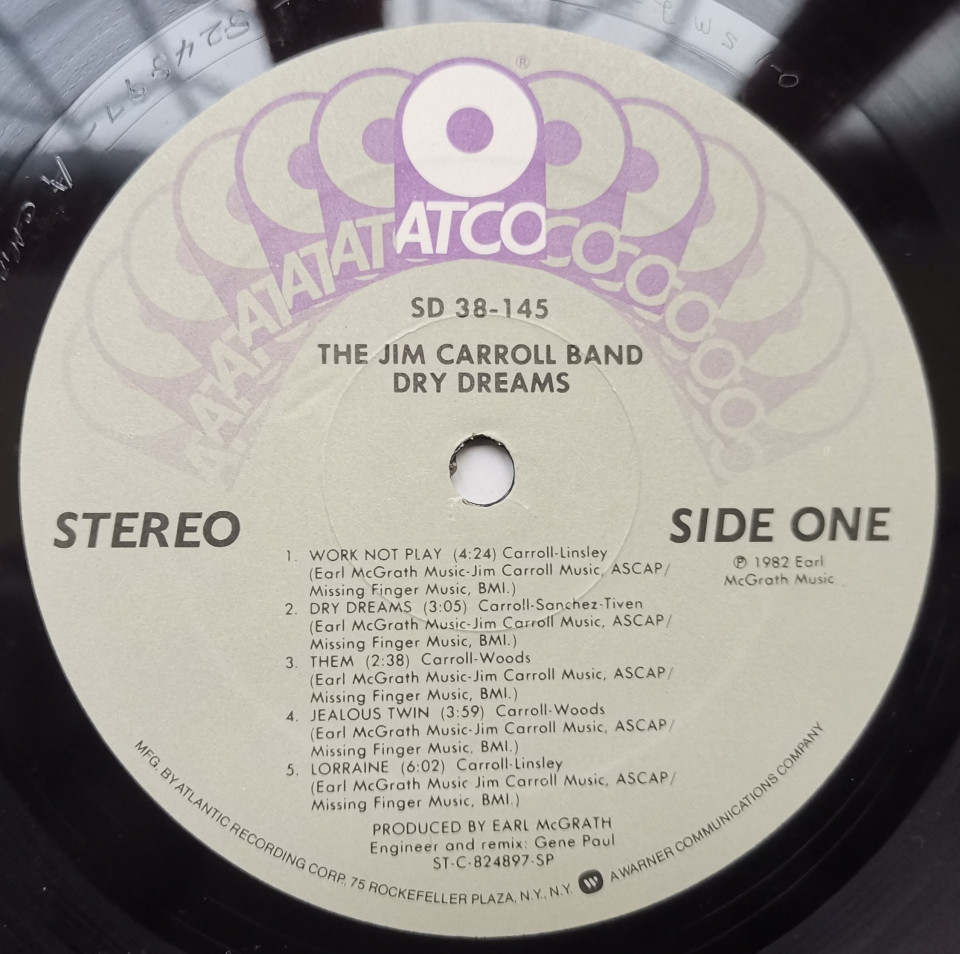 ATCO
®
SD 38-145
THE JIM CARROLL BAND
DRY DREAMS
STEREO
SIDE ONE
℗ 1982 Earl
McGrath Music
1. WORK NOT PLAY (4:24) Carroll-Linsley
(Earl McGrath Music-Jim Carroll Music, ASCAP/
Missing Finger Music, BMI.)
2. DRY DREAMS (3:05) Carroll-Sanchez-Tiven
(Earl McGrath Music-Jim Carroll Music, ASCAP/
Missing Finger Music, BMI.)
3. THEM (2:38) Carroll-Woods
(Earl McGrath Music-Jim Carroll Music, ASCAP/
Missing Finger Music, BMI.)
4. JEALOUS TWIN (3:59) Carroll-Woods
(Earl McGrath Music-Jim Carroll Music, ASCAP/
Missing Finger Music, BMI.)
5. LORRAINE (6:02) Carroll-Linsley
(Earl McGrath Music Jim Carroll Music, ASCAP/
Missing Finger Music, BMI.)
PRODUCED BY EARL McGRATH
Engineer and remix: Gene Paul
ST-C-824897-SP
MFG. BY ATLANTIC RECORDING CORP., 75 ROCKEFELLER PLAZA, N.Y., N.Y. A WARNER COMMUNICATIONS COMPANY